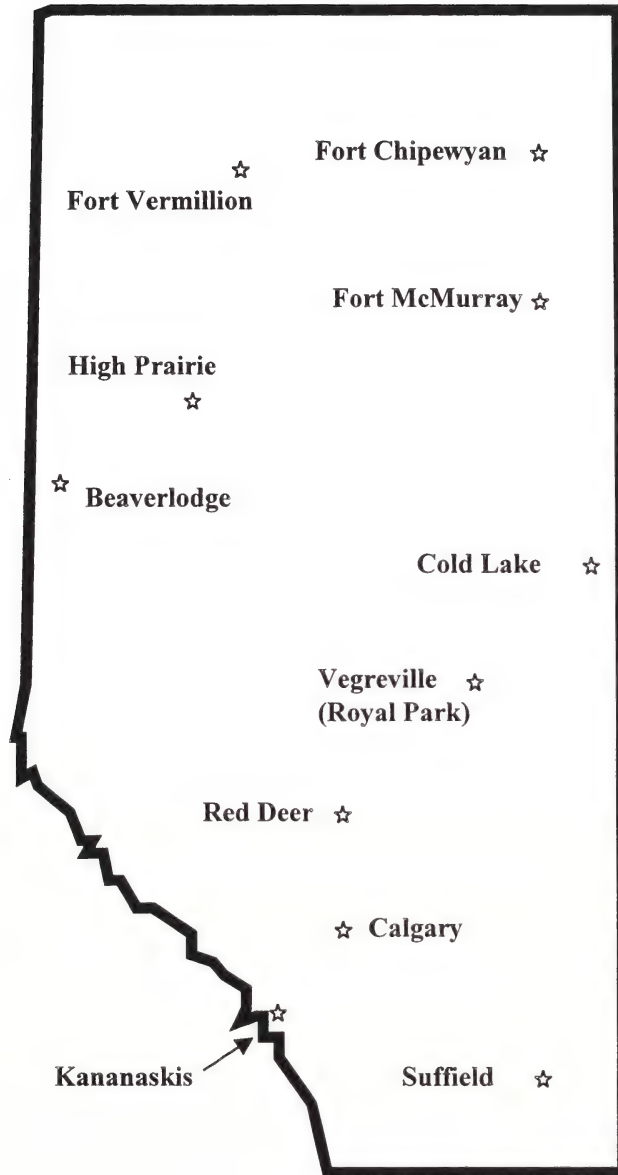 Fort Chipewyan
Fort Vermillion
Fort McMurray
High Prairie
Beaverlodge
Cold Lake
Vegreville
(Royal Park)
Red Deer
Calgary
Kananaskis
Suffield